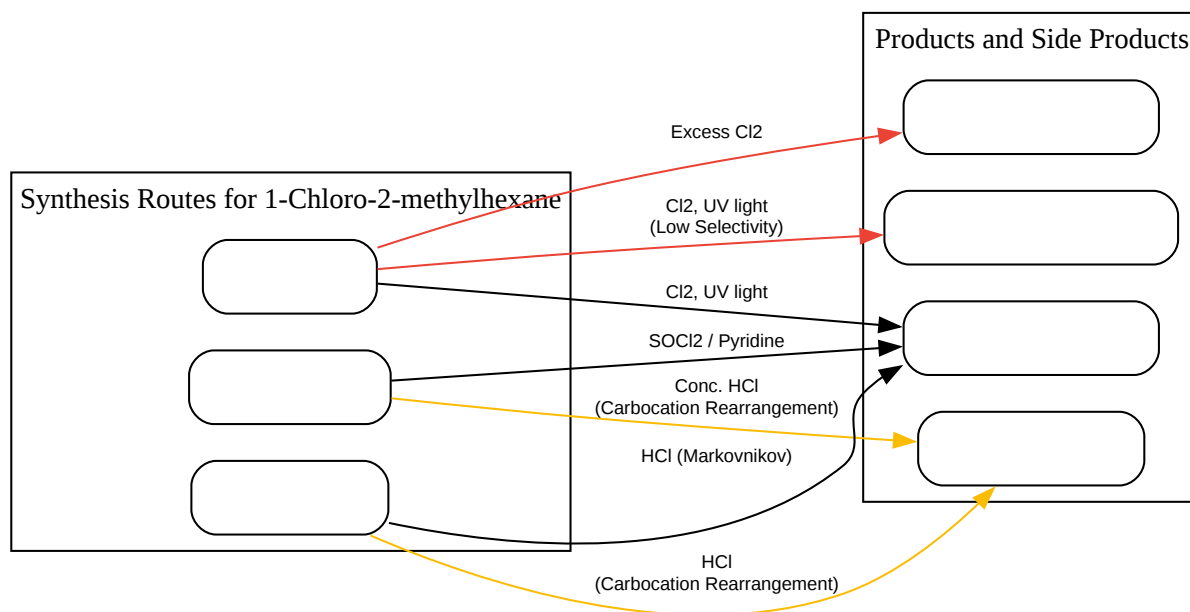 Products and Side Products
Excess Cl2
Synthesis Routes for 1-Chloro-2-methylhexane
Cl2, UV light
(Low Selectivity)
Cl2, UV light
SOCl2 / Pyridine
Conc. HCl
(Carbocation Rearrangement)
HCl (Markovnikov)
HCl
(Carbocation Rearrangement)